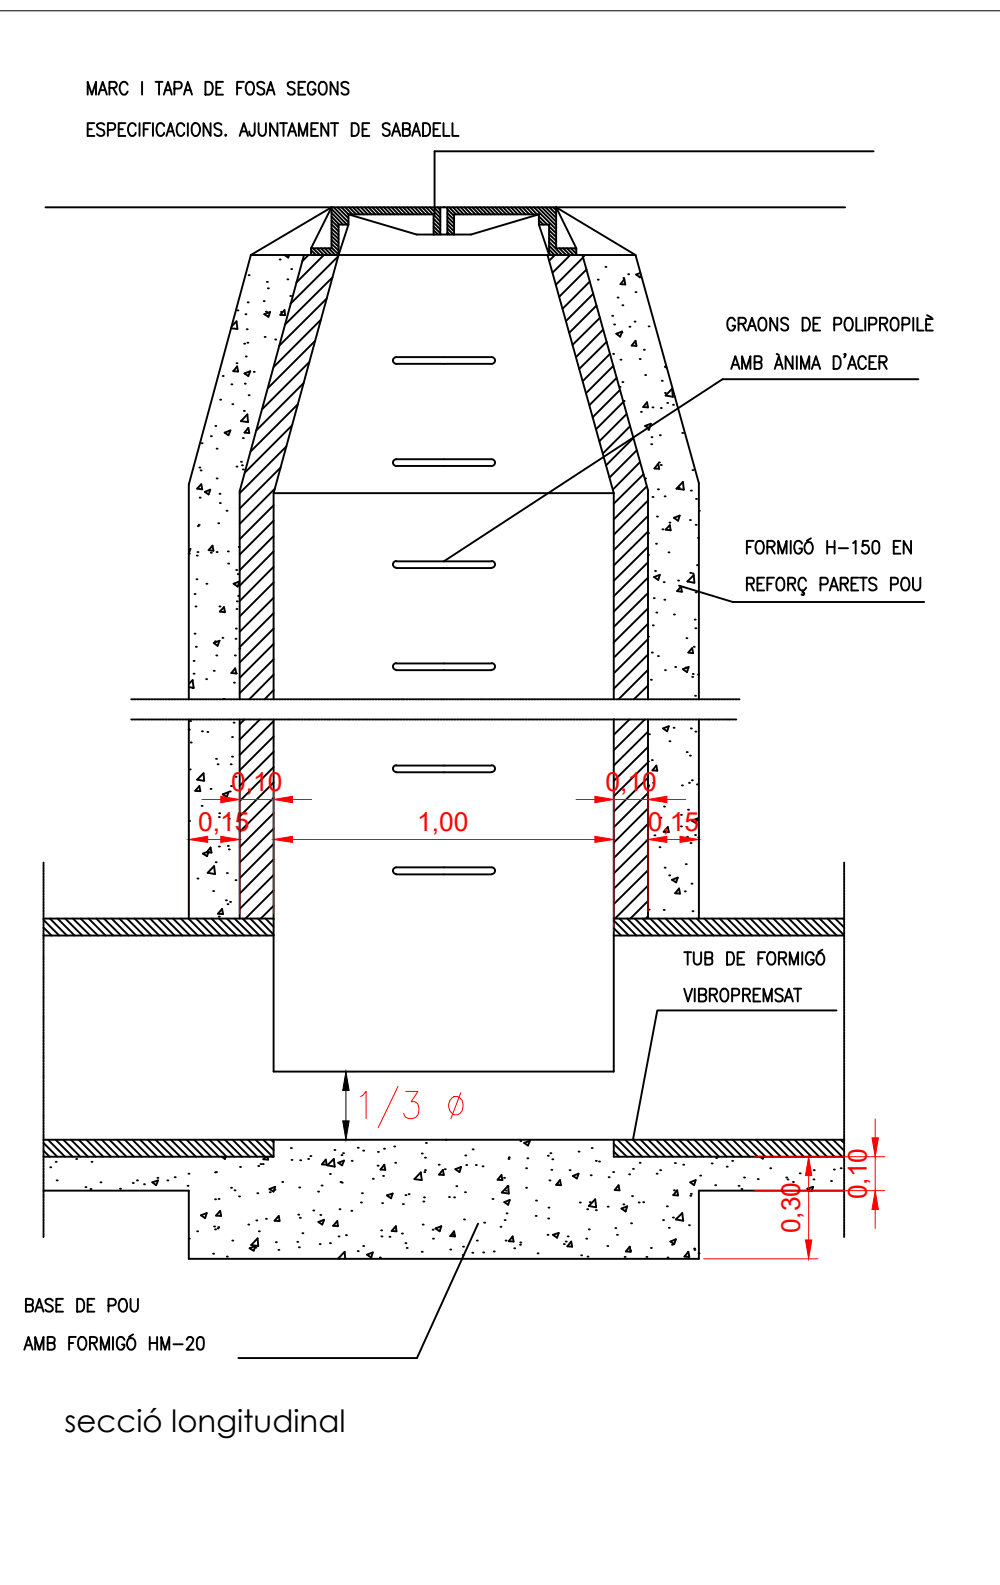 MARC I TAPA DE FOSA SEGONS
ESPECIFICACIONS. AJUNTAMENT DE SABADELL
GRAONS DE POLIPROPILÈ
AMB ÀNIMA D'ACER
FORMIGÓ H-150 EN
REFORÇ PARETS POU
0,10
0,10
0,15
1,00
0,15
TUB DE FORMIGÓ
VIBROPREMSAT
1/3 ø
0,10
0,30
BASE DE POU
AMB FORMIGÓ HM-20
secció longitudinal